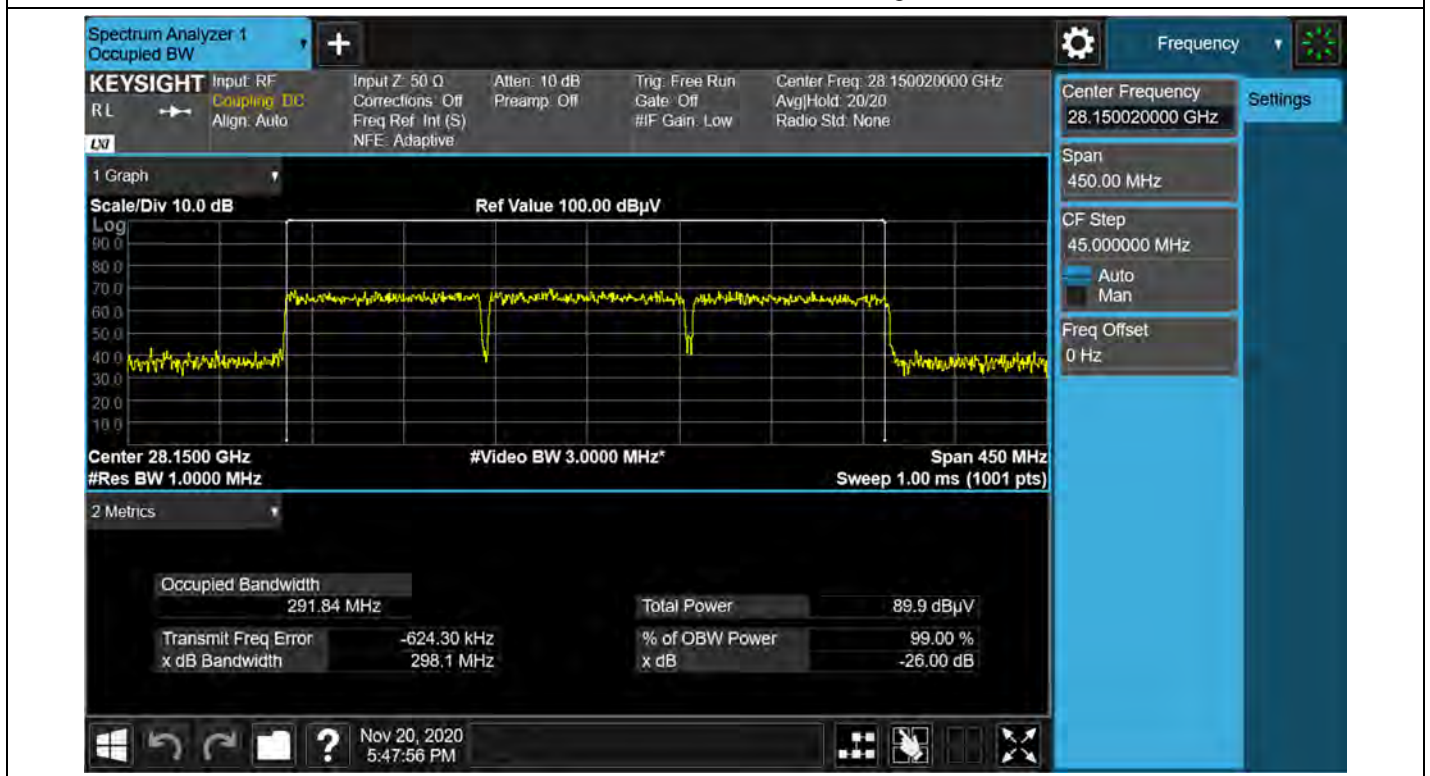 Spectrum Analyzer 1
Occupied BW
+
Frequency
KEYSIGHT Input: RF
Coupling: DC
Align: Auto
RL
LXI
Input Z: 50 Ω
Corrections: Off
Freq Ref: Int (S)
NFE: Adaptive
Atten: 10 dB
Preamp: Off
Trig: Free Run
Gate: Off
#IF Gain: Low
Center Freq: 28.150020000 GHz
Avg|Hold: 20/20
Radio Std: None
Center Frequency
28.150020000 GHz
Settings
Span
450.00 MHz
CF Step
45.000000 MHz
Auto
Man
Freq Offset
0 Hz
1 Graph
Scale/Div 10.0 dB
Ref Value 100.00 dBµV
Log
90.0
80.0
70.0
60.0
50.0
40.0
30.0
20.0
10.0
Center 28.1500 GHz
#Video BW 3.0000 MHz*
Span 450 MHz
#Res BW 1.0000 MHz
Sweep 1.00 ms (1001 pts)
2 Metrics
Occupied Bandwidth
291.84 MHz
Total Power 89.9 dBµV
Transmit Freq Error -624.30 kHz
% of OBW Power 99.00 %
x dB Bandwidth 298.1 MHz
x dB -26.00 dB
?
Nov 20, 2020
5:47:56 PM